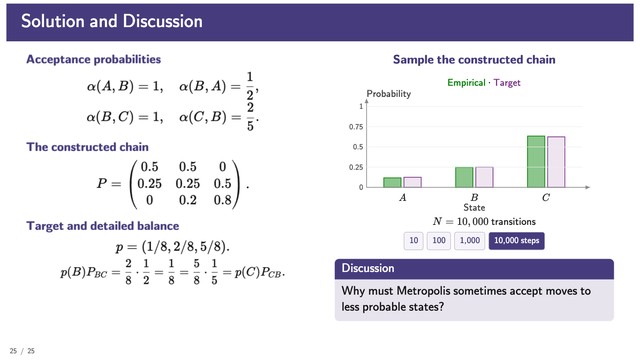 Solution and Discussion
Acceptance probabilities
α(A, B) = 1, α(B, A) = 1/2,
α(B, C) = 1, α(C, B) = 2/5.
The constructed chain
P = (0.5 0.5 0
0.25 0.25 0.5
0 0.2 0.8).
Target and detailed balance
p = (1/8, 2/8, 5/8).
p(B)P_BC = 2/8 · 1/2 = 1/8 = 5/8 · 1/5 = p(C)P_CB.
Sample the constructed chain
Empirical · Target
Probability
1
0.75
0.5
0.25
0
A B C
State
N = 10,000 transitions
10 100 1,000 10,000 steps
Discussion
Why must Metropolis sometimes accept moves to
less probable states?
25 / 25